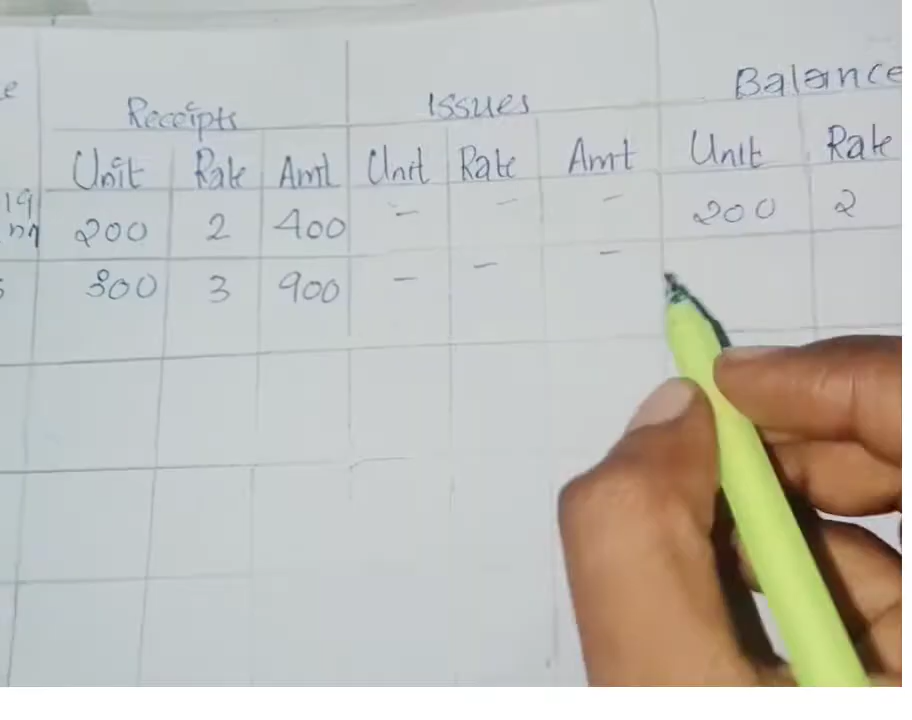 e Receipts Issues Balance
Unit Rate Amt Unit Rate Amt Unit Rate
19
200 2 400 - - - 200 2
300 3 900 - - -